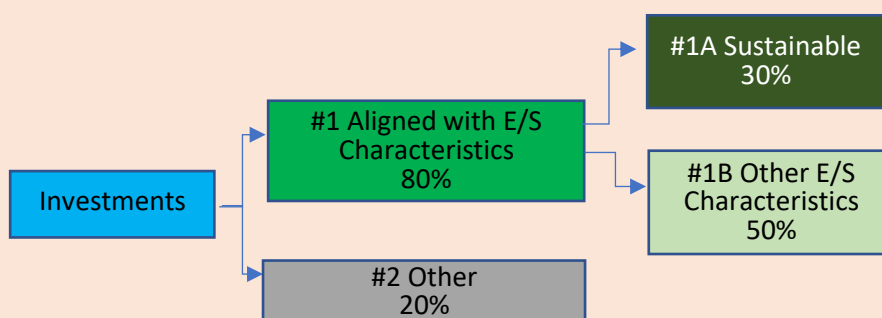 #1A Sustainable
30%
#1 Aligned with E/S
Characteristics
80%
#1B Other E/S
Characteristics
50%
Investments
#2 Other
20%